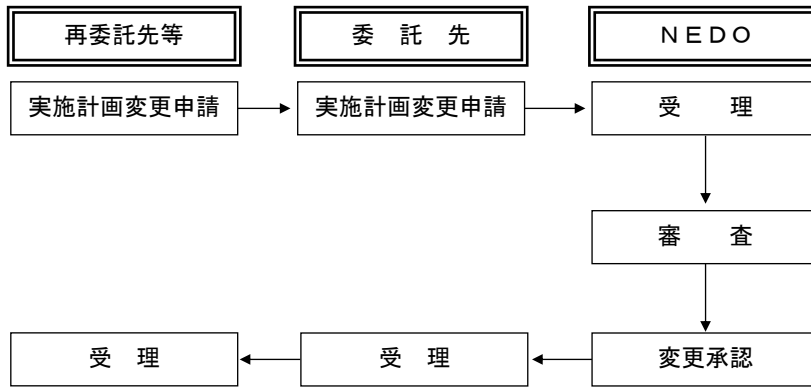 再委託先等
委 託 先
ＮＥＤＯ
実施計画変更申請
実施計画変更申請
受 理
審 査
受 理
受 理
変更承認